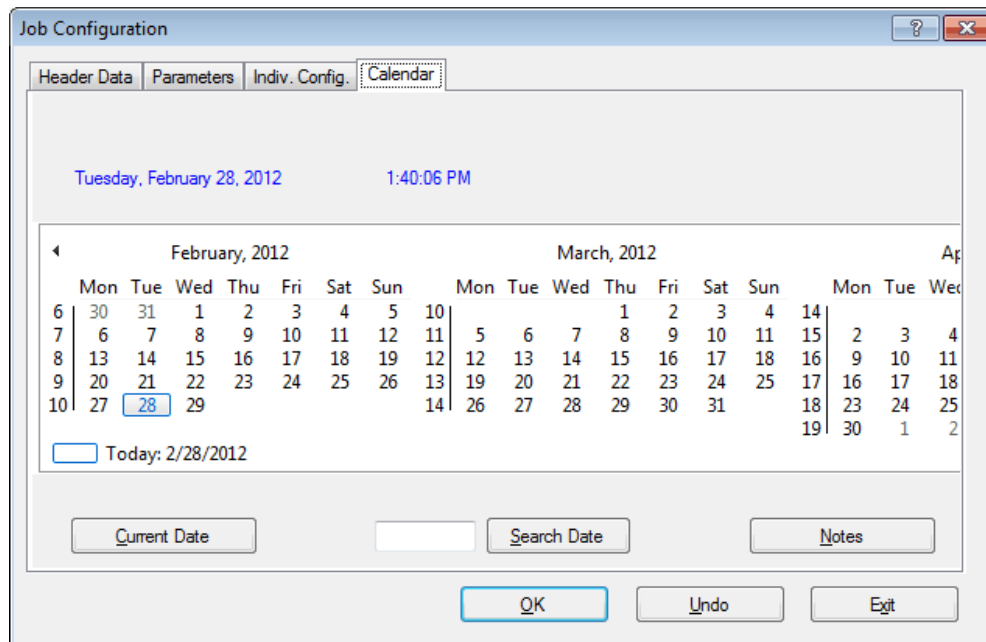 Job Configuration
Header Data Parameters Indiv. Config. Calendar
Tuesday, February 28, 2012 1:40:06 PM
February, 2012 March, 2012 Ap
Mon Tue Wed Thu Fri Sat Sun Mon Tue Wed Thu Fri Sat Sun Mon Tue Wed
6 30 31 1 2 3 4 5 10 1 2 3 4 14
7 6 7 8 9 10 11 12 11 5 6 7 8 9 10 11 15 2 3 4
8 13 14 15 16 17 18 19 12 12 13 14 15 16 17 18 16 9 10 11
9 20 21 22 23 24 25 26 13 19 20 21 22 23 24 25 17 16 17 18
10 27 28 29 14 26 27 28 29 30 31 18 23 24 25
19 30 1 2
Today: 2/28/2012
Current Date Search Date Notes
OK Undo Exit